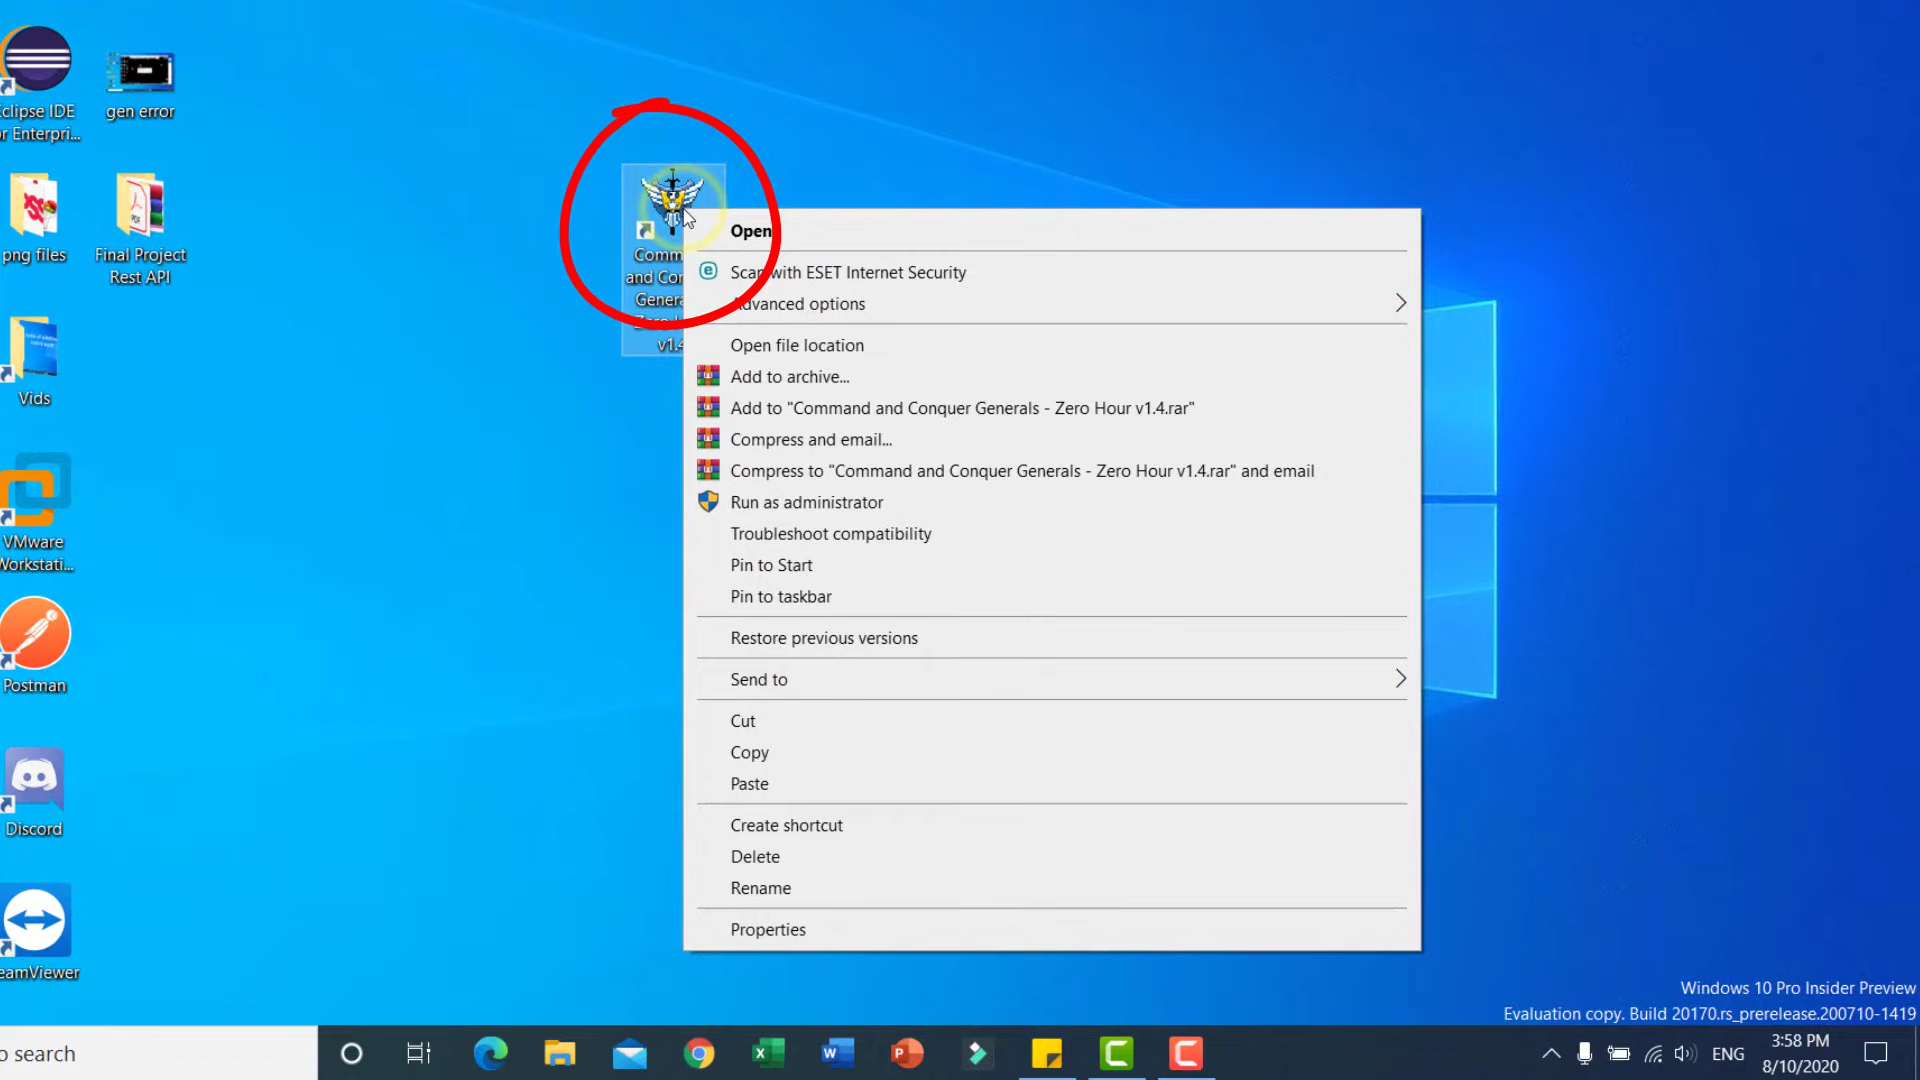 Eclipse IDE
or Enterpri...
gen error
png files
Final Project
Rest API
Vids
VMware
Workstati...
Postman
Discord
eamViewer
Comm
and Con
Genera
v1.4
Open
Scan with ESET Internet Security
Advanced options
Open file location
Add to archive...
Add to "Command and Conquer Generals - Zero Hour v1.4.rar"
Compress and email...
Compress to "Command and Conquer Generals - Zero Hour v1.4.rar" and email
Run as administrator
Troubleshoot compatibility
Pin to Start
Pin to taskbar
Restore previous versions
Send to
Cut
Copy
Paste
Create shortcut
Delete
Rename
Properties
Windows 10 Pro Insider Preview
Evaluation copy. Build 20170.rs_prerelease.200710-1419
o search
ENG
3:58 PM
8/10/2020